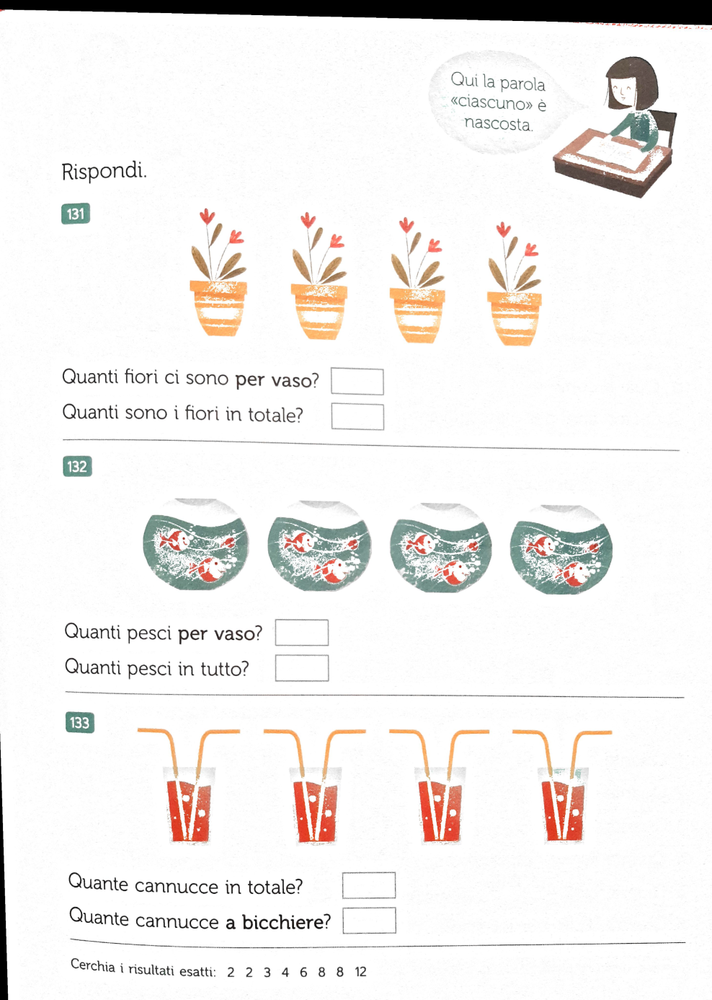 Qui la parola
«ciascuno» è
nascosta.
Rispondi.
131
Quanti fiori ci sono per vaso?
Quanti sono i fiori in totale?
132
Quanti pesci per vaso?
Quanti pesci in tutto?
133
Quante cannucce in totale?
Quante cannucce a bicchiere?
Cerchia i risultati esatti: 2 2 3 4 6 8 8 12